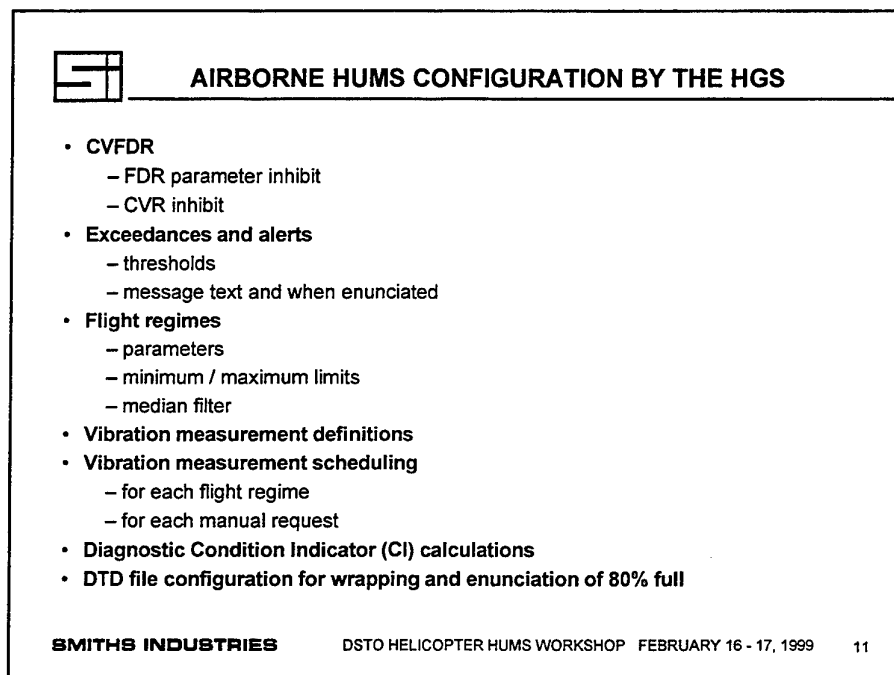 AIRBORNE HUMS CONFIGURATION BY THE HGS
• CVFDR
– FDR parameter inhibit
– CVR inhibit
• Exceedances and alerts
– thresholds
– message text and when enunciated
• Flight regimes
– parameters
– minimum / maximum limits
– median filter
• Vibration measurement definitions
• Vibration measurement scheduling
– for each flight regime
– for each manual request
• Diagnostic Condition Indicator (CI) calculations
• DTD file configuration for wrapping and enunciation of 80% full
SMITHS INDUSTRIES DSTO HELICOPTER HUMS WORKSHOP FEBRUARY 16 - 17, 1999 11